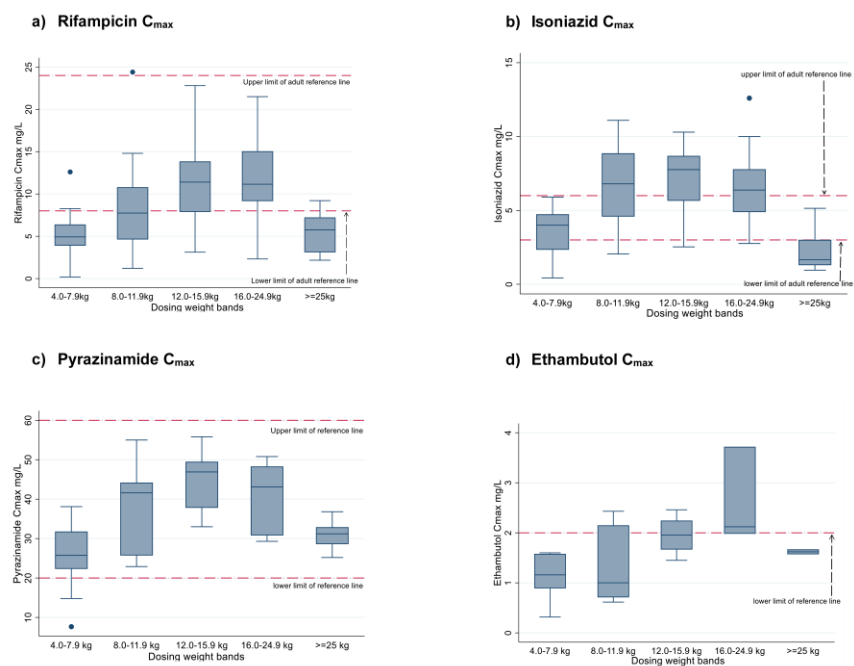 a) Rifampicin Cmax
Rifampicin Cmax mg/L
25
20
15
10
5
0
Upper limit of adult reference line
Lower limit of adult reference line
4.0-7.9kg 8.0-11.9kg 12.0-15.9kg 16.0-24.9kg >=25kg
Dosing weight bands
b) Isoniazid Cmax
Isoniazid Cmax mg/L
15
10
5
0
upper limit of adult reference line
lower limit of adult reference line
4.0-7.9kg 8.0-11.9kg 12.0-15.9kg 16.0-24.9kg >=25kg
Dosing weight bands
c) Pyrazinamide Cmax
Pyrazinamide Cmax mg/L
60
50
40
30
20
10
Upper limit of reference line
lower limit of reference line
4.0-7.9 kg 8.0-11.9 kg 12.0-15.9 kg 16.0-24.9 kg >=25kg
Dosing weight bands
d) Ethambutol Cmax
Ethambutol Cmax mg/L
4
3
2
1
0
lower limit of reference line
4.0-7.9 kg 8.0-11.9 kg 12.0-15.9 kg 16.0-24.9 kg >=25kg
Dosing weight bands